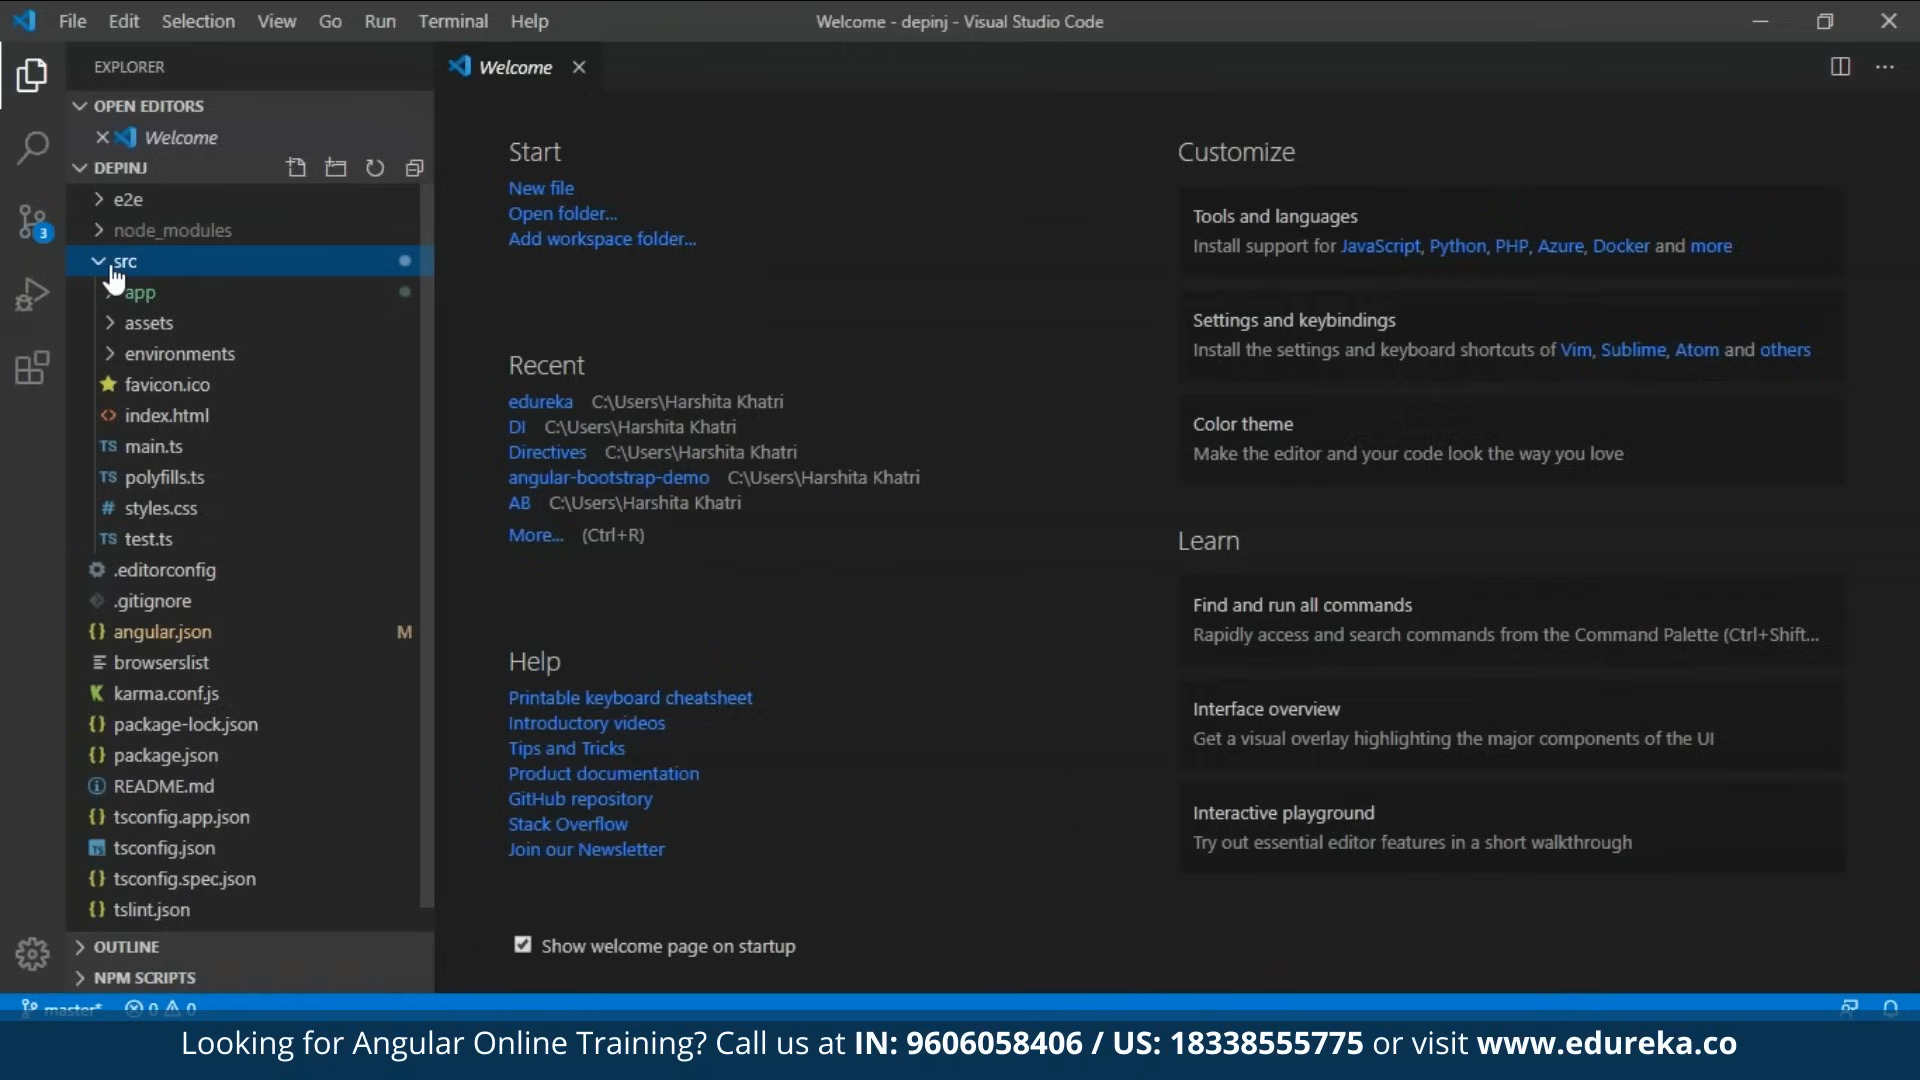 File Edit Selection View Go Run Terminal Help
Welcome - depinj - Visual Studio Code
EXPLORER
OPEN EDITORS
Welcome
DEPINJ
e2e
node_modules
src
app
assets
environments
favicon.ico
index.html
TS main.ts
TS polyfills.ts
# styles.css
TS test.ts
.editorconfig
.gitignore
{} angular.json M
browserslist
karma.conf.js
{} package-lock.json
{} package.json
README.md
{} tsconfig.app.json
TS tsconfig.json
{} tsconfig.spec.json
{} tslint.json
OUTLINE
NPM SCRIPTS
3
Welcome
Start
New file
Open folder...
Add workspace folder...
Recent
edureka C:\Users\Harshita Khatri
DI C:\Users\Harshita Khatri
Directives C:\Users\Harshita Khatri
angular-bootstrap-demo C:\Users\Harshita Khatri
AB C:\Users\Harshita Khatri
More... (Ctrl+R)
Help
Printable keyboard cheatsheet
Introductory videos
Tips and Tricks
Product documentation
GitHub repository
Stack Overflow
Join our Newsletter
Show welcome page on startup
Customize
Tools and languages
Install support for JavaScript, Python, PHP, Azure, Docker and more
Settings and keybindings
Install the settings and keyboard shortcuts of Vim, Sublime, Atom and others
Color theme
Make the editor and your code look the way you love
Learn
Find and run all commands
Rapidly access and search commands from the Command Palette (Ctrl+Shift...
Interface overview
Get a visual overlay highlighting the major components of the UI
Interactive playground
Try out essential editor features in a short walkthrough
master* 0 0
Looking for Angular Online Training? Call us at IN: 9606058406 / US: 18338555775 or visit www.edureka.co